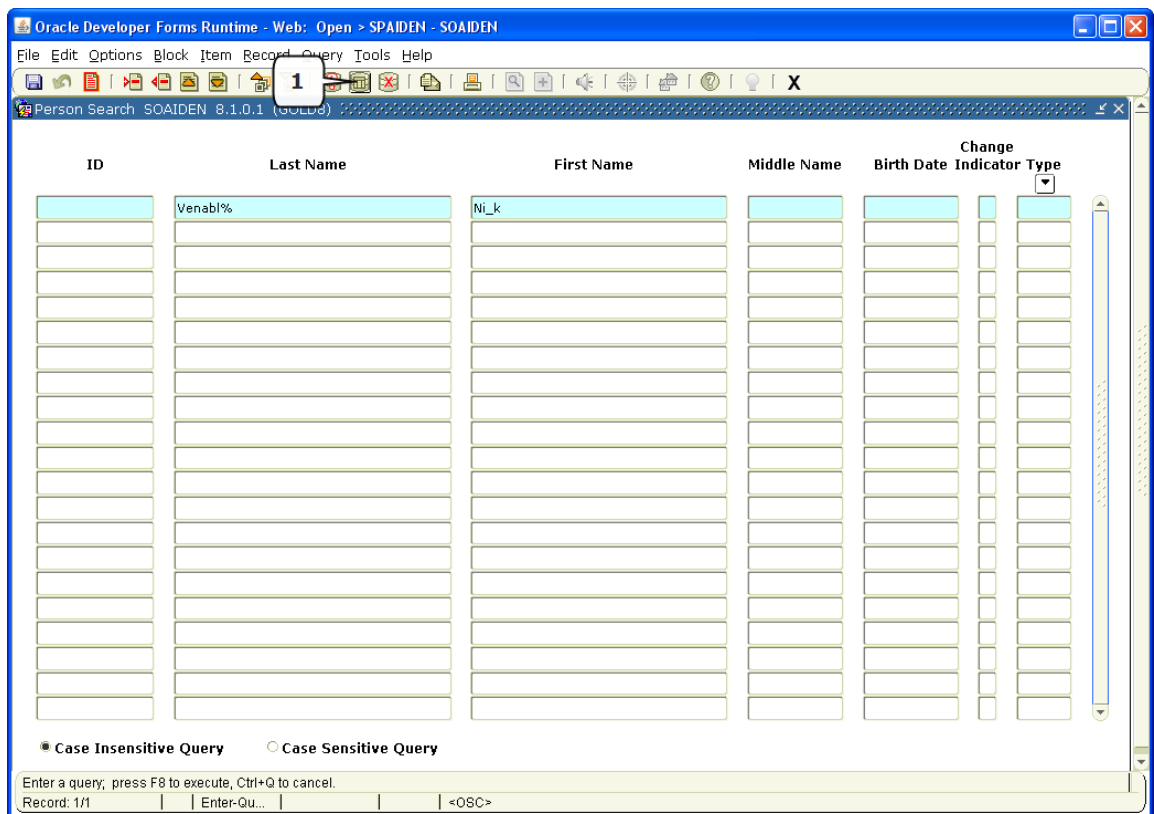 Oracle Developer Forms Runtime - Web: Open > SPAIDEN - SOAIDEN
File Edit Options Block Item Record Query Tools Help
1
X
Person Search SOAIDEN 8.1.0.1 (GOLD8)
ID Last Name First Name Middle Name Birth Date Change Indicator Type
Venabl% Ni_k
Case Insensitive Query Case Sensitive Query
Enter a query; press F8 to execute, Ctrl+Q to cancel.
Record: 1/1 Enter-Qu... <OSC>